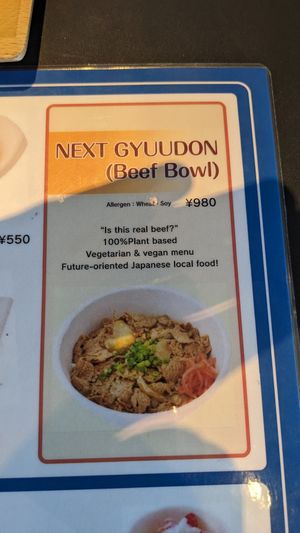 NEXT GYUUDON
(Beef Bowl)
Allergen : Wheat / Soy ¥980
¥550
"Is this real beef?"
100%Plant based
Vegetarian & vegan menu
Future-oriented Japanese local food!